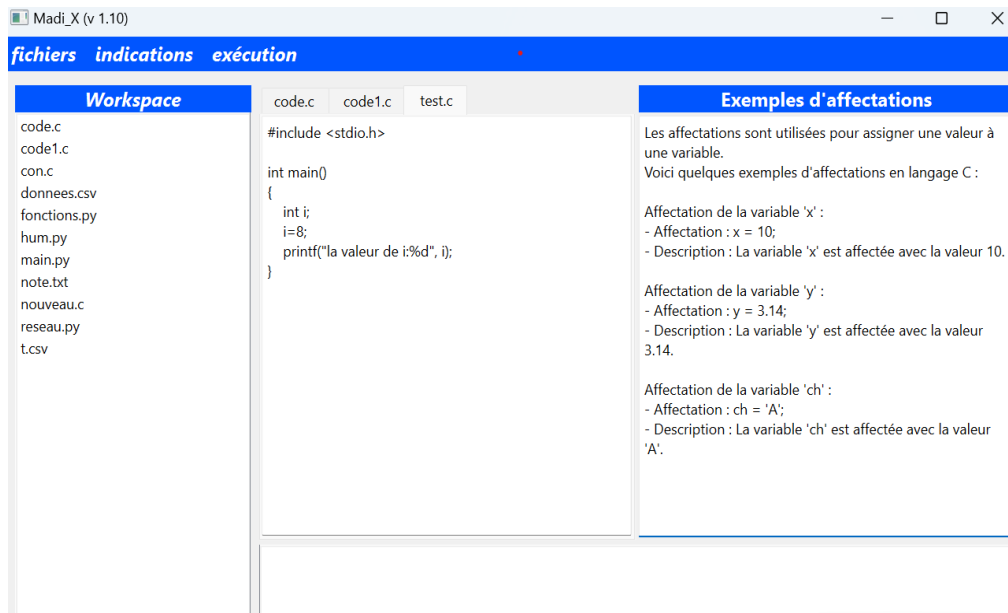 Madi_X (v 1.10)
fichiers indications exécution
Workspace
code.c
code1.c
con.c
donnees.csv
fonctions.py
hum.py
main.py
note.txt
nouveau.c
reseau.py
t.csv
code.c code1.c test.c
#include <stdio.h>
int main()
{
int i;
i=8;
printf("la valeur de i:%d", i);
}
Exemples d'affectations
Les affectations sont utilisées pour assigner une valeur à
une variable.
Voici quelques exemples d'affectations en langage C :
Affectation de la variable 'x' :
- Affectation : x = 10;
- Description : La variable 'x' est affectée avec la valeur 10.
Affectation de la variable 'y' :
- Affectation : y = 3.14;
- Description : La variable 'y' est affectée avec la valeur
3.14.
Affectation de la variable 'ch' :
- Affectation : ch = 'A';
- Description : La variable 'ch' est affectée avec la valeur
'A'.